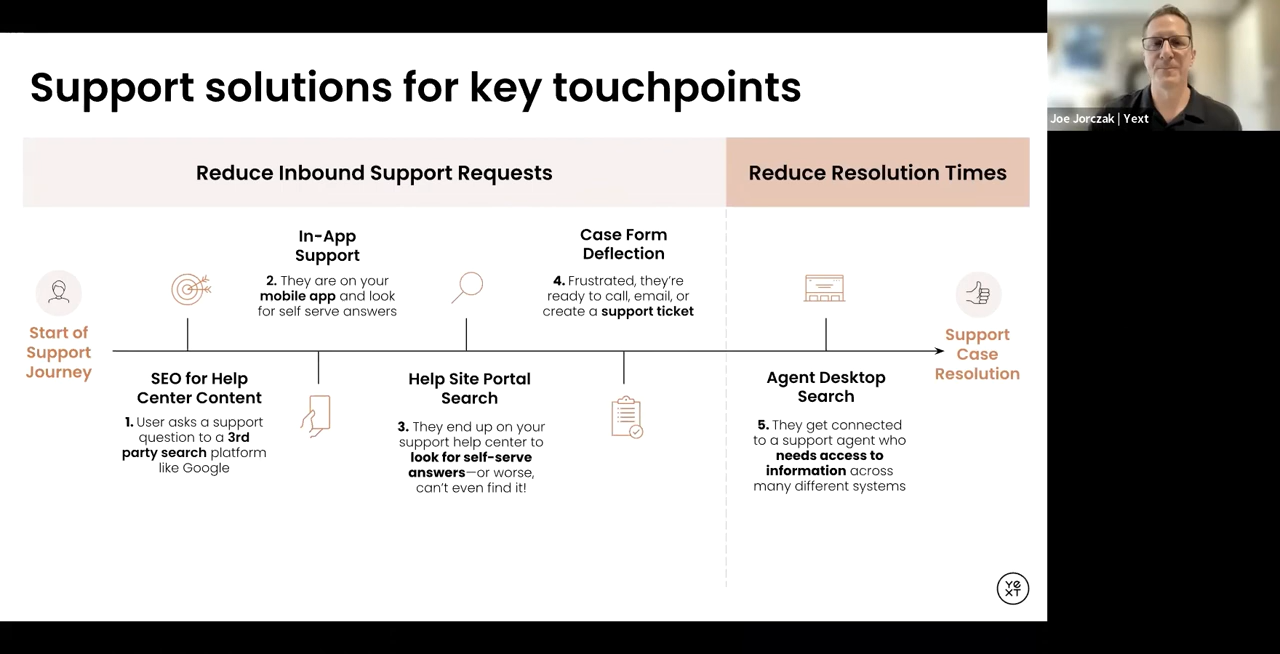 Support solutions for key touchpoints
Joe Jorczak | Yext
Reduce Inbound Support Requests
Reduce Resolution Times
Start of
Support
Journey
SEO for Help
Center Content
1. User asks a support
question to a 3rd
party search platform
like Google
In-App
Support
2. They are on your
mobile app and look
for self serve answers
Help Site Portal
Search
3. They end up on your
support help center to
look for self-serve
answers—or worse,
can't even find it!
Case Form
Deflection
4. Frustrated, they're
ready to call, email, or
create a support ticket
Agent Desktop
Search
5. They get connected
to a support agent who
needs access to
information across
many different systems
Support
Case
Resolution
yext